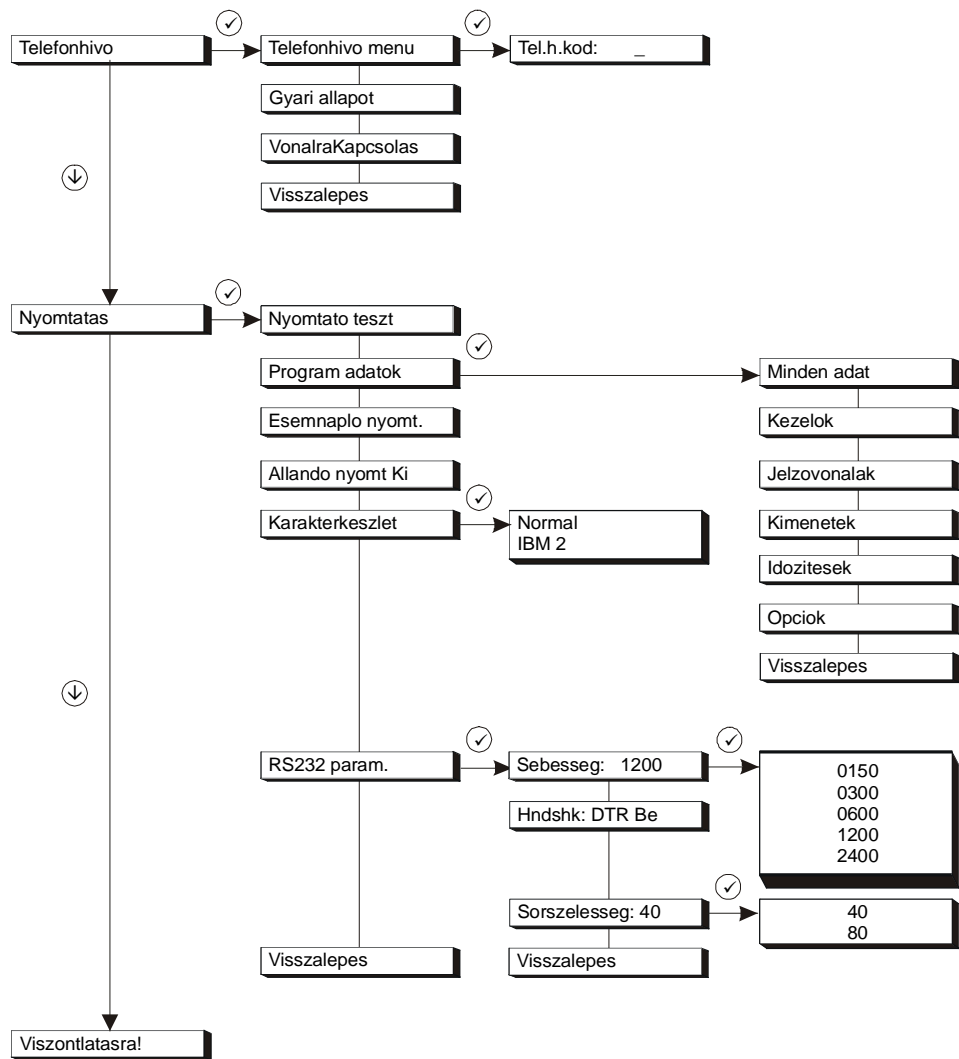 Telefonhivo
Telefonhivo menu
Tel.h.kod: _
Gyari allapot
VonalraKapcsolas
Visszalepes
Nyomtatas
Nyomtato teszt
Program adatok
Minden adat
Esemnaplo nyomt.
Kezelok
Allando nyomt Ki
Jelzovonalak
Karakterkeszlet
Normal
IBM 2
Kimenetek
Idozitesek
Opciok
Visszalepes
RS232 param.
Sebesseg: 1200
0150
0300
0600
1200
2400
Hndshk: DTR Be
Sorszelesseg: 40
40
80
Visszalepes
Visszalepes
Viszontlatasra!